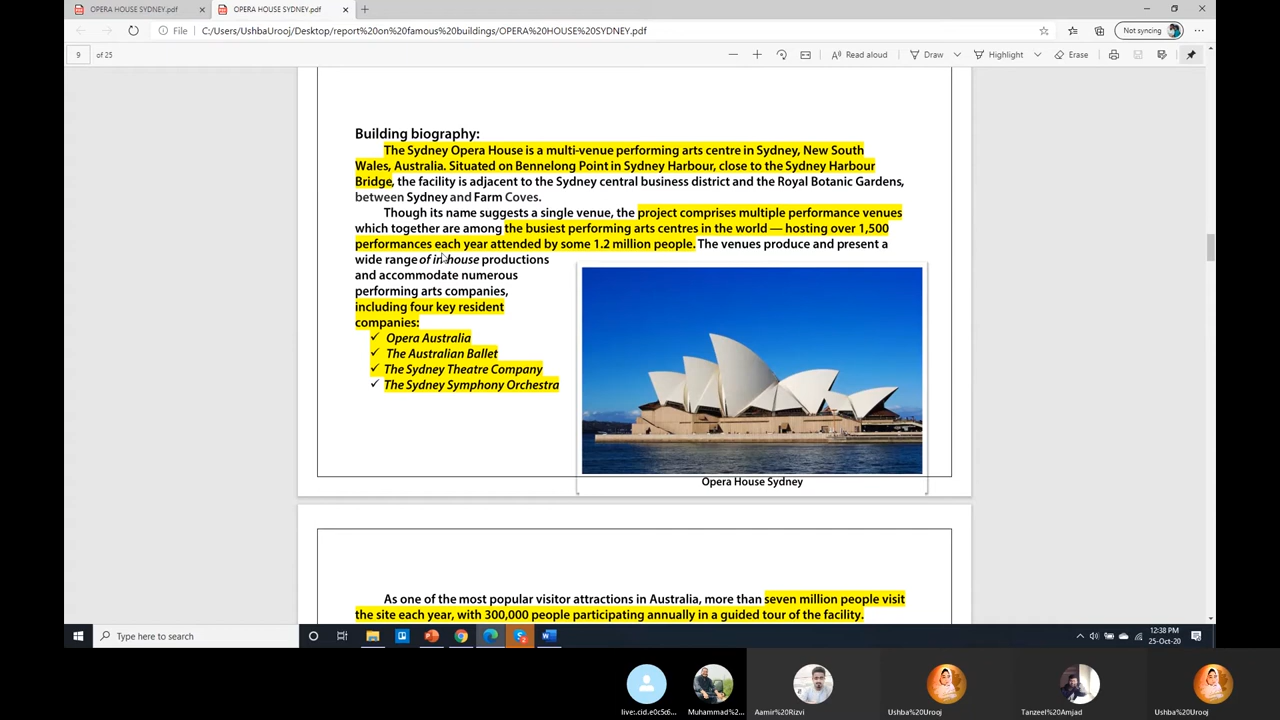 OPERA HOUSE SYDNEY.pdf
OPERA HOUSE SYDNEY.pdf
File
C:/Users/UshbaUrooj/Desktop/report%20on%20famous%20buildings/OPERA%20HOUSE%20SYDNEY.pdf
Not syncing
9 of 25
Read aloud
Draw
Highlight
Erase
Building biography:
The Sydney Opera House is a multi-venue performing arts centre in Sydney, New South
Wales, Australia. Situated on Bennelong Point in Sydney Harbour, close to the Sydney Harbour
Bridge, the facility is adjacent to the Sydney central business district and the Royal Botanic Gardens,
between Sydney and Farm Coves.
Though its name suggests a single venue, the project comprises multiple performance venues
which together are among the busiest performing arts centres in the world — hosting over 1,500
performances each year attended by some 1.2 million people. The venues produce and present a
wide range of in-house productions
and accommodate numerous
performing arts companies,
including four key resident
companies:
✓ Opera Australia
✓ The Australian Ballet
✓ The Sydney Theatre Company
✓ The Sydney Symphony Orchestra
Opera House Sydney
As one of the most popular visitor attractions in Australia, more than seven million people visit
the site each year, with 300,000 people participating annually in a guided tour of the facility.
Type here to search
12:38 PM
25-Oct-20
live:.cid.e0c5c6...
Muhammad%2...
Aamir%20Rizvi
Ushba%20Urooj
Tanzeel%20Amjad
Ushba%20Urooj